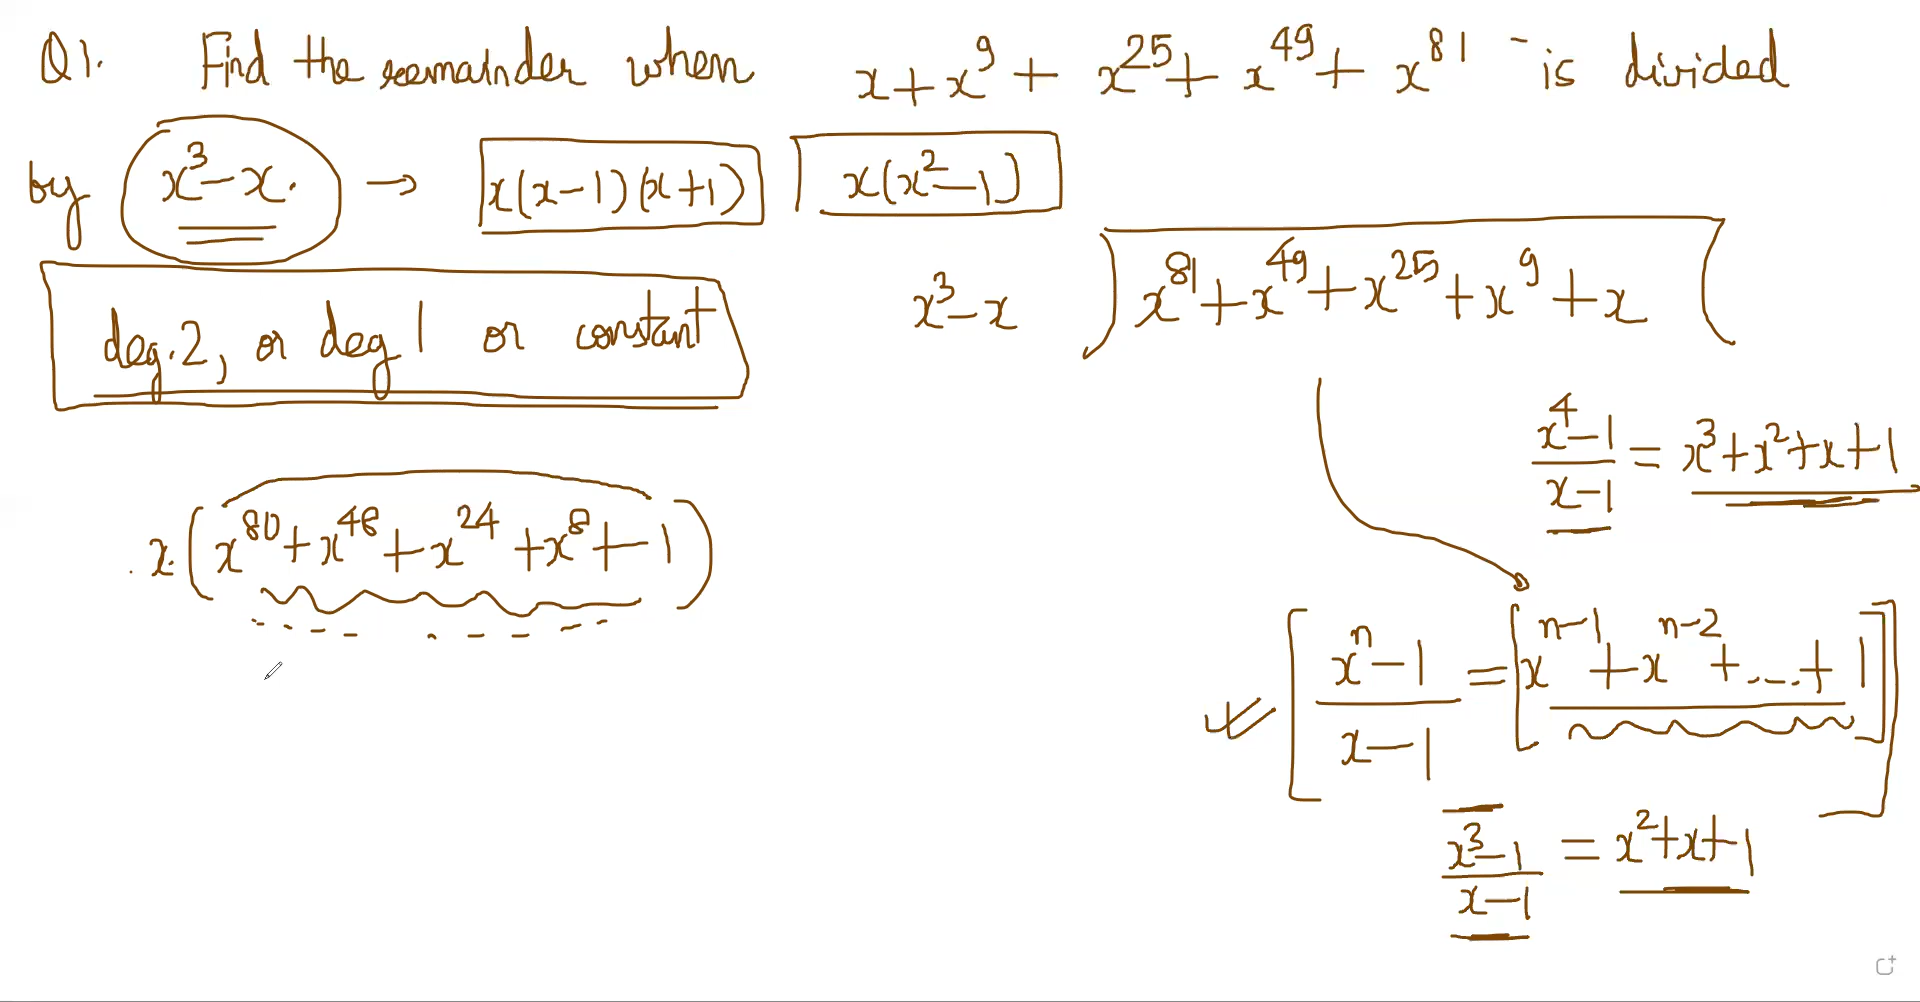 Q1. Find the remainder when x + x^9 + x^25 + x^49 + x^81 is divided
by x^3 - x. → x(x-1)(x+1) x(x^2-1)
x^3 - x ) x^81 + x^49 + x^25 + x^9 + x (
deg. 2, or deg 1 or constant
(x^4 - 1)/(x - 1) = x^3 + x^2 + x + 1
x. (x^80 + x^48 + x^24 + x^8 + 1)
[ (x^n - 1)/(x - 1) = [x^(n-1) + x^(n-2) + .... + 1] ]
(x^3 - 1)/(x - 1) = x^2 + x + 1